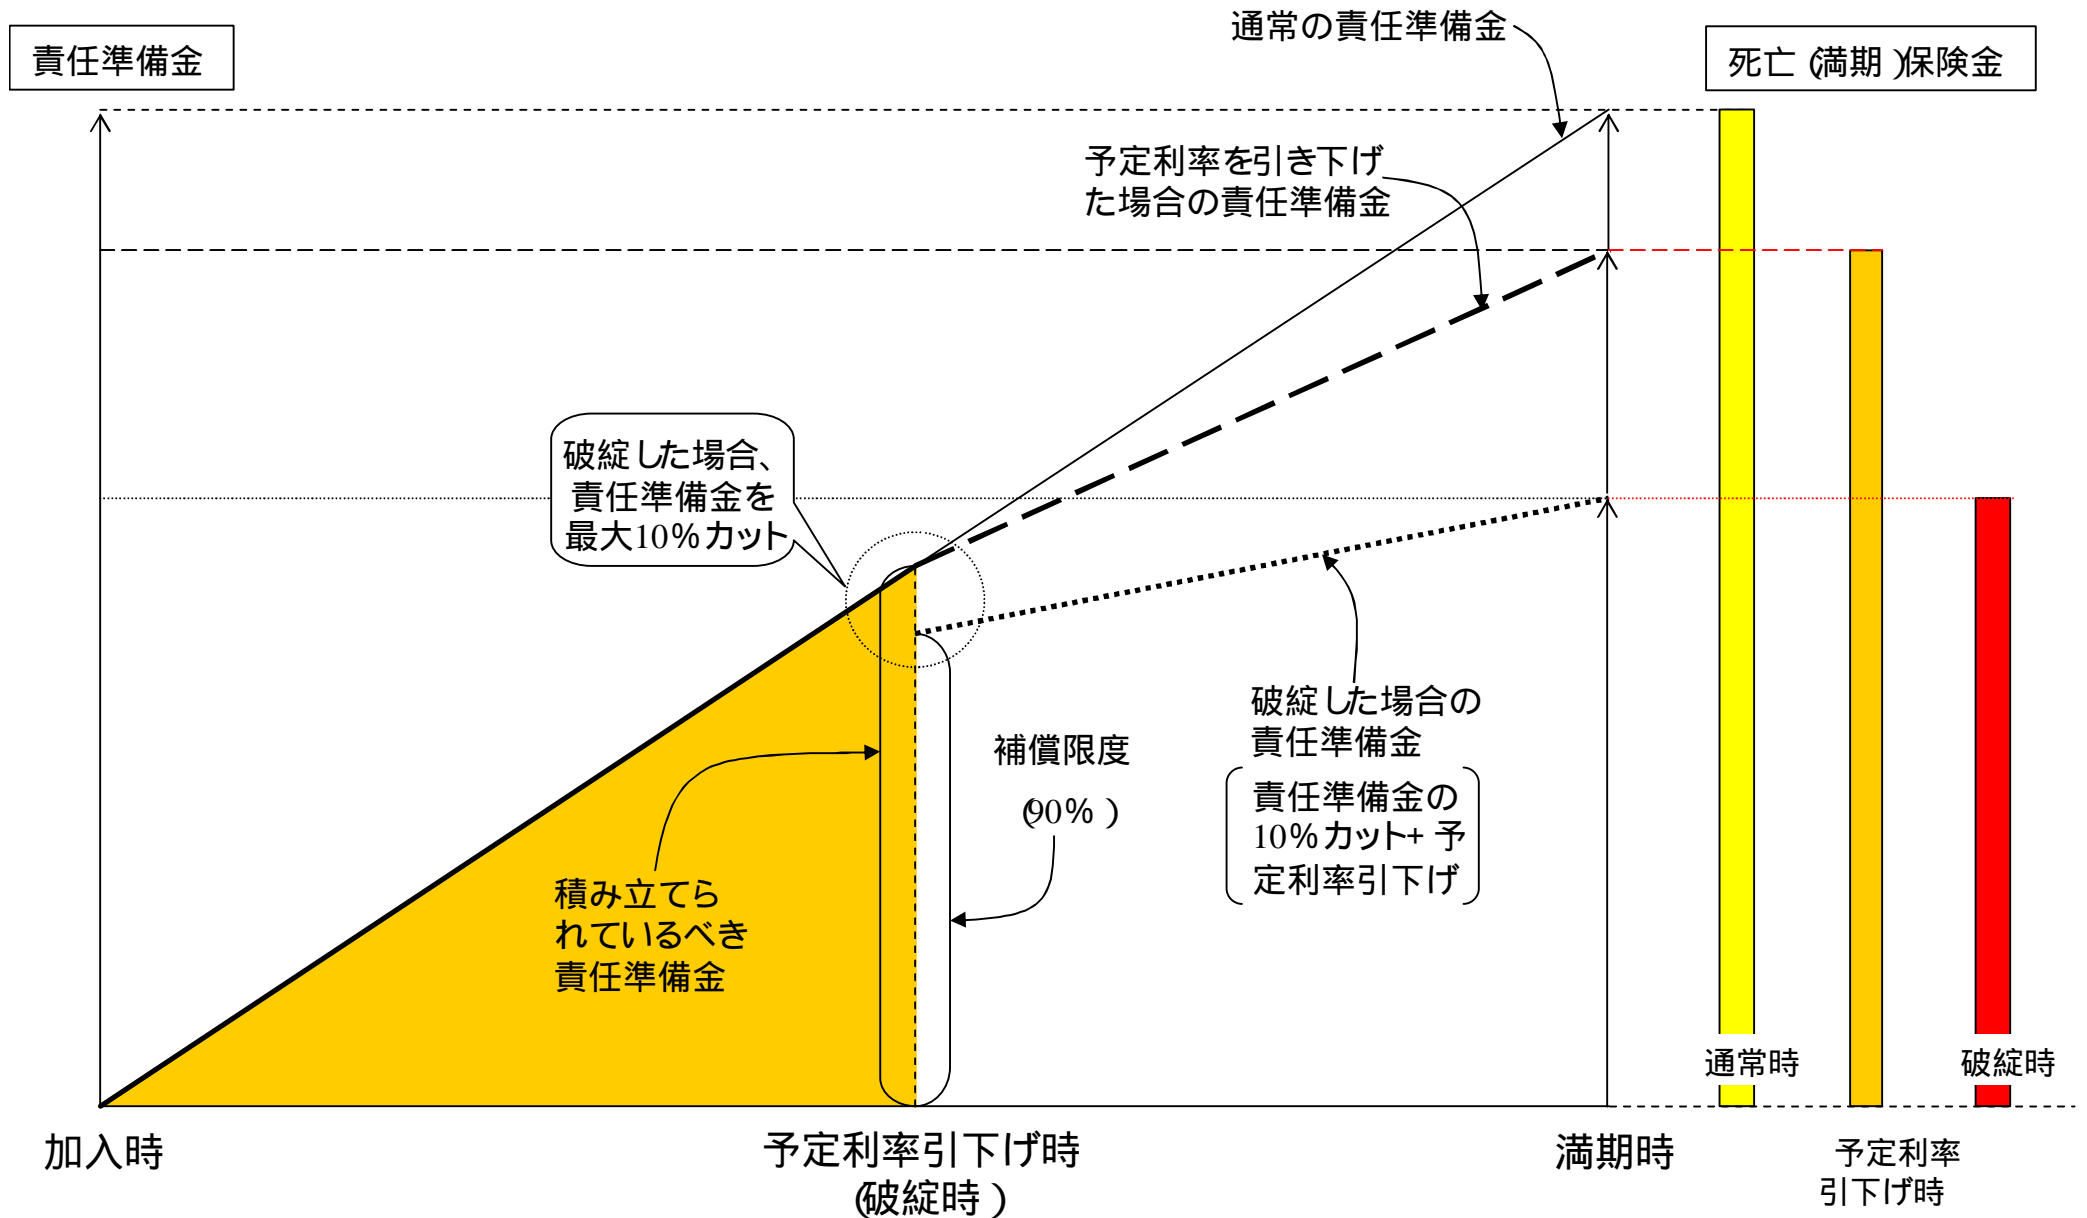 責任準備金
通常の責任準備金
死亡(満期)保険金
予定利率を引き下げ
た場合の責任準備金
破綻した場合、
責任準備金を
最大10%カット
破綻した場合の
責任準備金
責任準備金の
10%カット+予
定利率引下げ
補償限度
(90%)
積み立てら
れているべき
責任準備金
通常時
破綻時
加入時
予定利率引下げ時
(破綻時)
満期時
予定利率
引下げ時